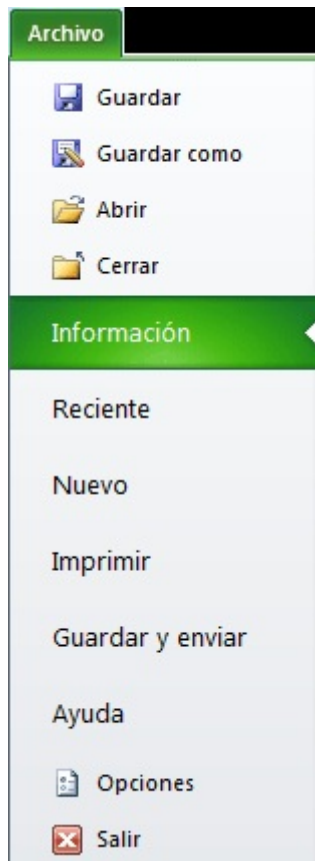 Archivo
Guardar
Guardar como
Abrir
Cerrar
Información
Reciente
Nuevo
Imprimir
Guardar y enviar
Ayuda
Opciones
Salir